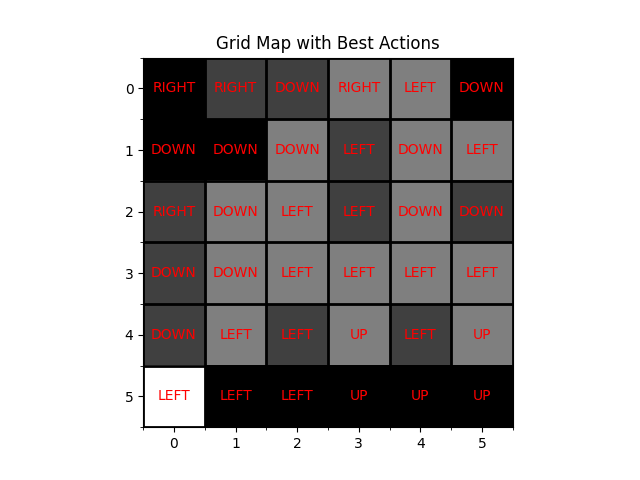 Grid Map with Best Actions
0 RIGHT RIGHT DOWN RIGHT LEFT DOWN
1 DOWN DOWN DOWN LEFT DOWN LEFT
2 RIGHT DOWN LEFT LEFT DOWN DOWN
3 DOWN DOWN LEFT LEFT LEFT LEFT
4 DOWN LEFT LEFT UP LEFT UP
5 LEFT LEFT LEFT UP UP UP
0 1 2 3 4 5